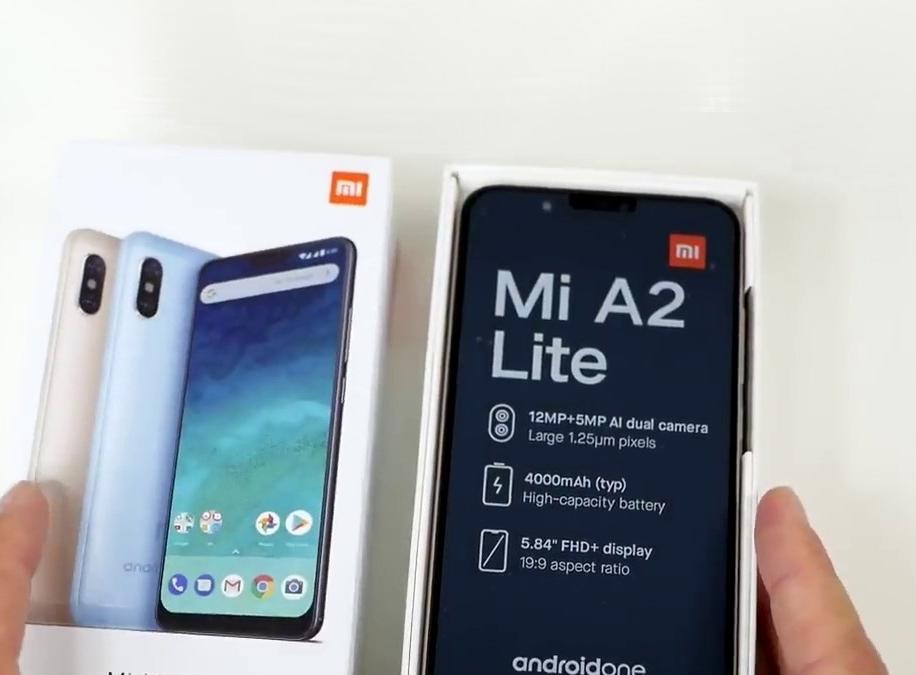 mi
mi
Mi A2
Lite
12MP+5MP AI dual camera
Large 1.25µm pixels
4000mAh (typ)
High-capacity battery
5.84" FHD+ display
19:9 aspect ratio
androidone